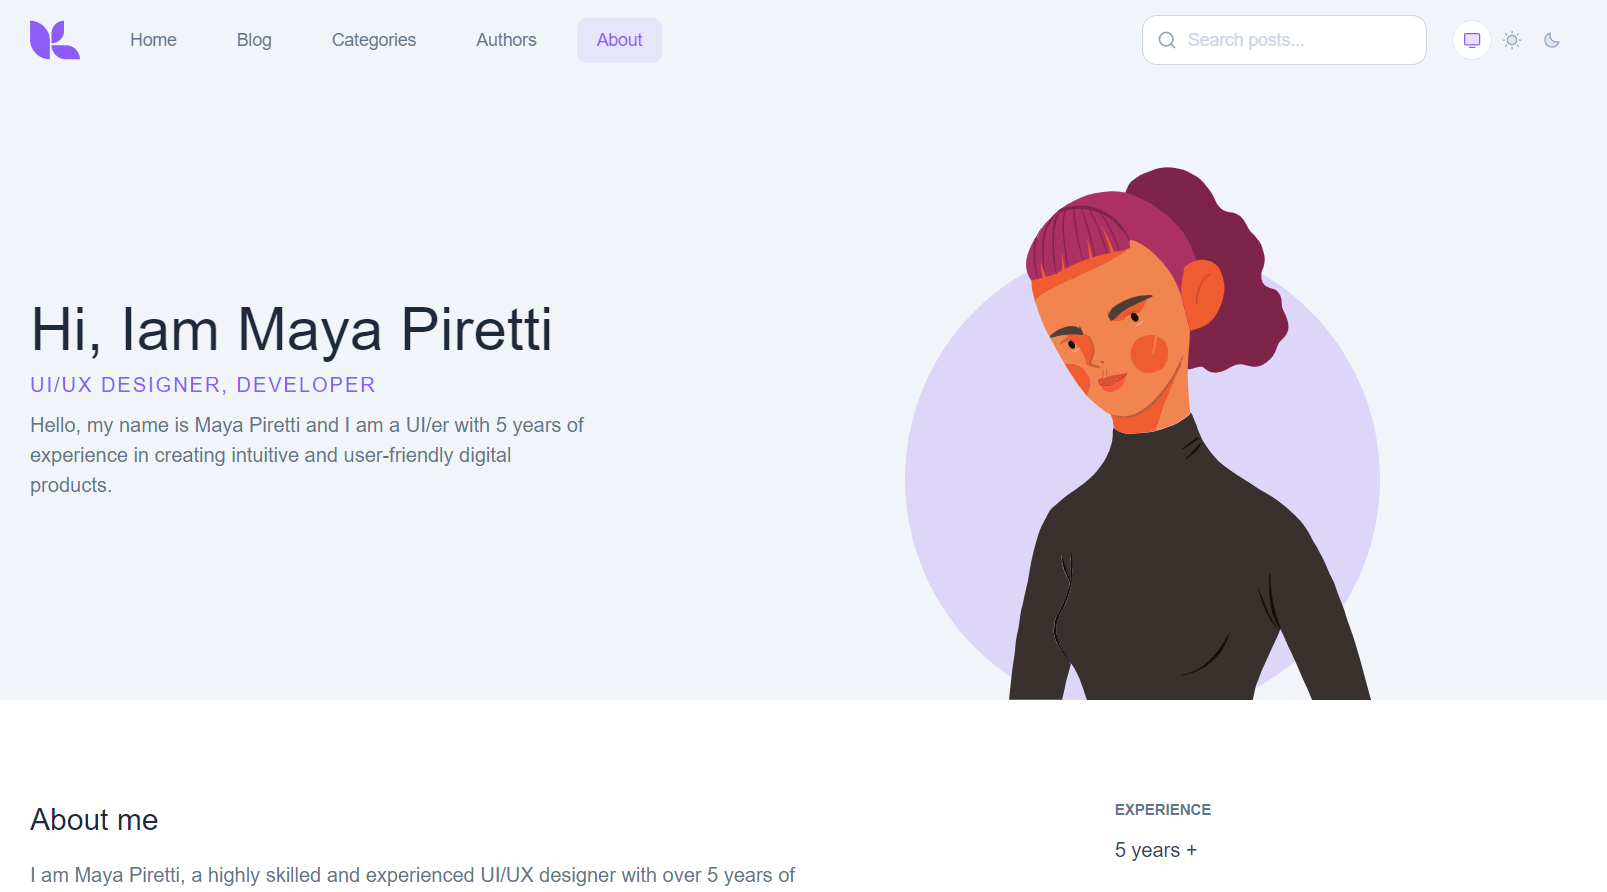 Home Blog Categories Authors About Search posts...
Hi, Iam Maya Piretti
UI/UX DESIGNER, DEVELOPER
Hello, my name is Maya Piretti and I am a UI/er with 5 years of
experience in creating intuitive and user-friendly digital
products.
About me
I am Maya Piretti, a highly skilled and experienced UI/UX designer with over 5 years of
EXPERIENCE
5 years +